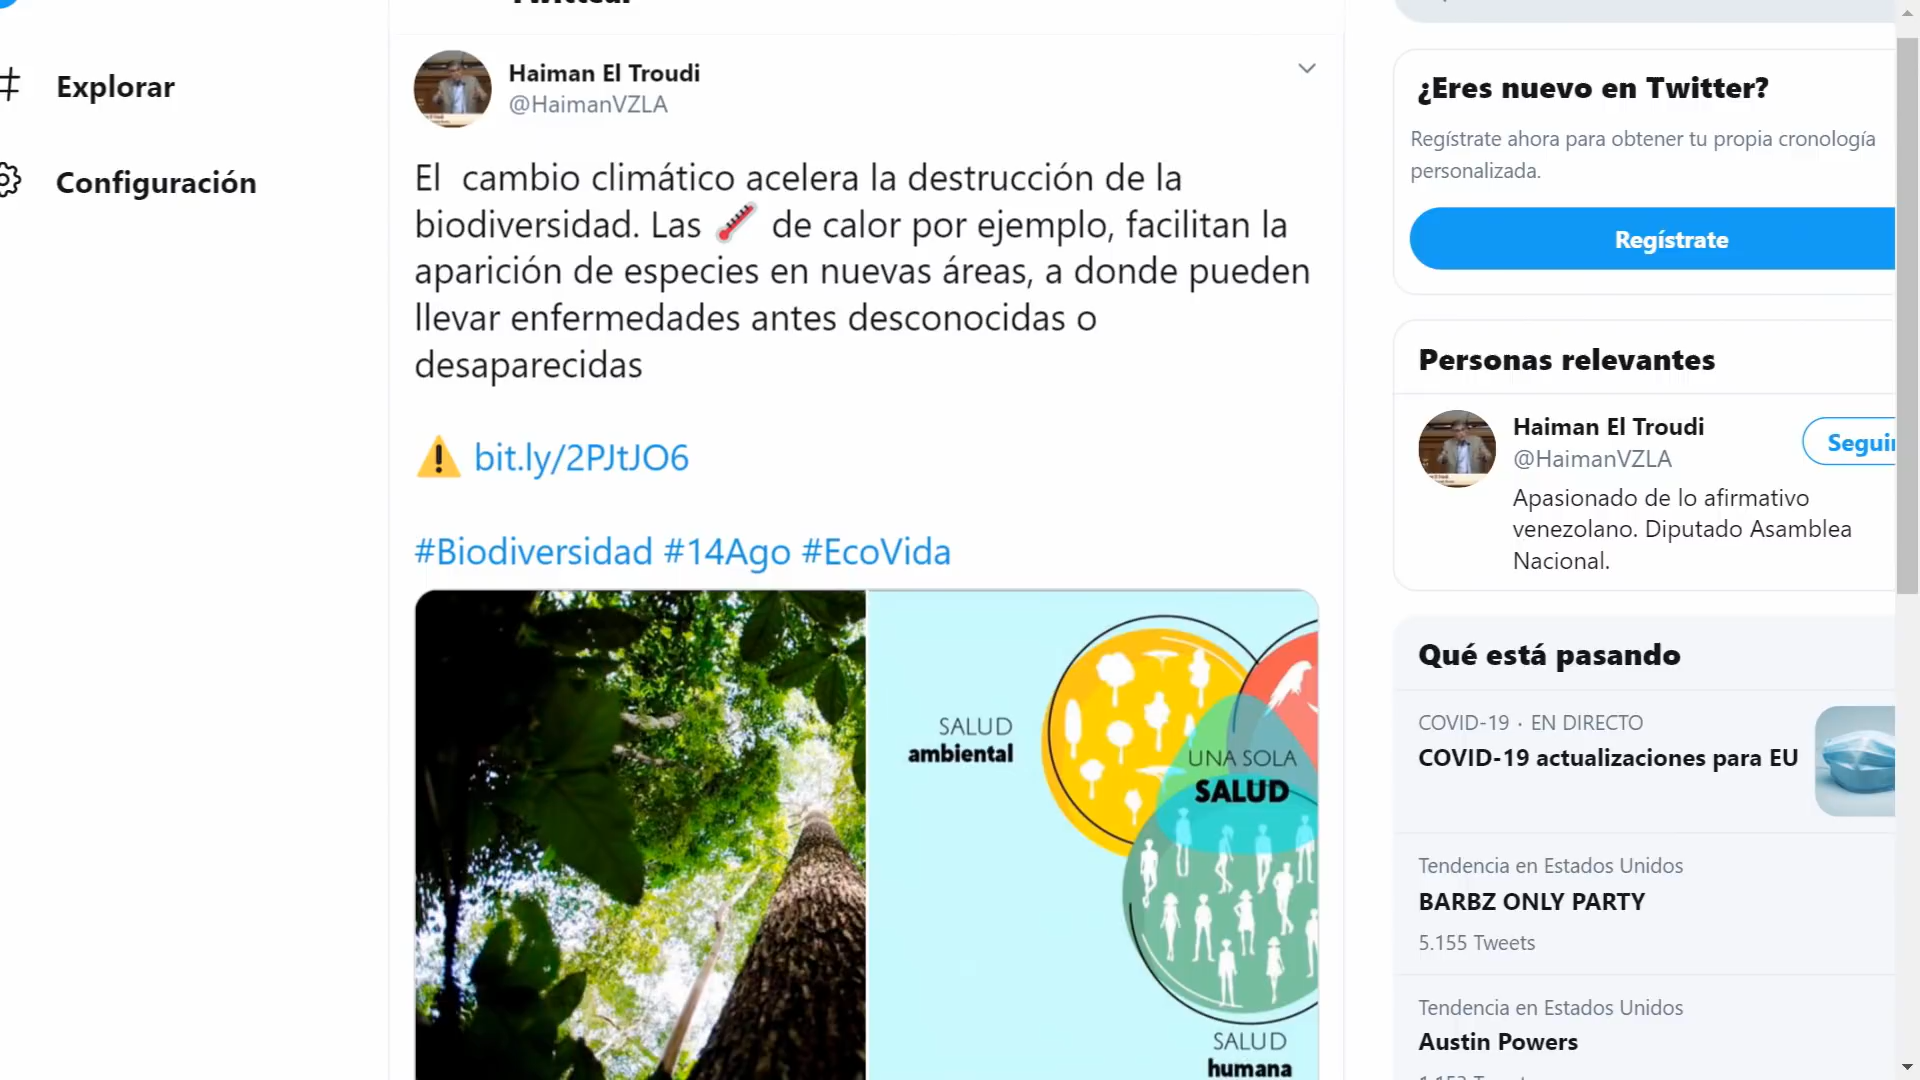 Explorar
Configuración
Haiman El Troudi
@HaimanVZLA
El cambio climático acelera la destrucción de la
biodiversidad. Las 🌡️ de calor por ejemplo, facilitan la
aparición de especies en nuevas áreas, a donde pueden
llevar enfermedades antes desconocidas o
desaparecidas
⚠️ bit.ly/2PJtJO6
#Biodiversidad #14Ago #EcoVida
SALUD
ambiental
UNA SOLA
SALUD
SALUD
humana
¿Eres nuevo en Twitter?
Regístrate ahora para obtener tu propia cronología
personalizada.
Regístrate
Personas relevantes
Haiman El Troudi
@HaimanVZLA
Seguir
Apasionado de lo afirmativo
venezolano. Diputado Asamblea
Nacional.
Qué está pasando
COVID-19 · EN DIRECTO
COVID-19 actualizaciones para EU
Tendencia en Estados Unidos
BARBZ ONLY PARTY
5.155 Tweets
Tendencia en Estados Unidos
Austin Powers